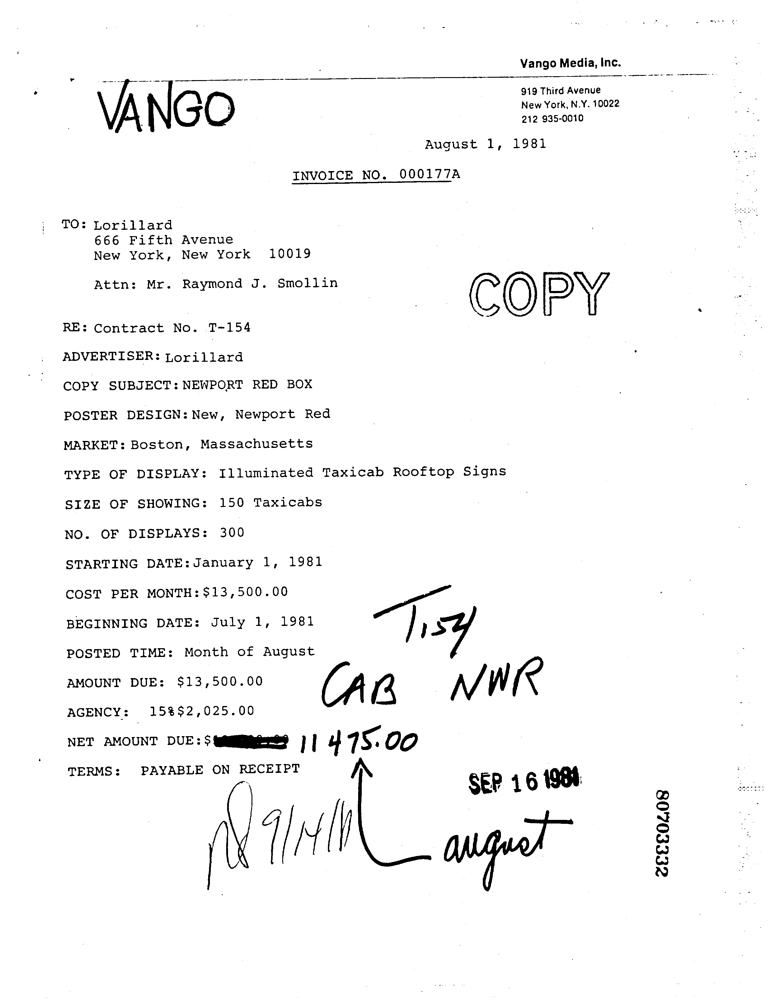 Vango Media, Inc.
VANGO
919 Third Avenue
New York, N.Y. 10022
212 935-0010
August 1, 1981
INVOICE NO. 000177A
TO: Lorillard
666 Fifth Avenue
New York, New York 10019
Attn: Mr. Raymond J. Smollin
COPY
RE: Contract No. T-154
ADVERTISER: Lorillard
COPY SUBJECT: NEWPORT RED BOX
POSTER DESIGN: New, Newport Red
MARKET: Boston, Massachusetts
TYPE OF DISPLAY: Illuminated Taxicab Rooftop Signs
SIZE OF SHOWING: 150 Taxicabs
NO. OF DISPLAYS: 300
STARTING DATE: January 1, 1981
COST PER MONTH: $13,500.00
BEGINNING DATE: July 1, 1981
T154
POSTED TIME: Month of August
AMOUNT DUE: $13,500.00
CAB NWR
AGENCY: 15%$2,025.00
NET AMOUNT DUE: $ 11475.00
TERMS: PAYABLE ON RECEIPT
SEP 16 1981
9/14/81
august
80703332